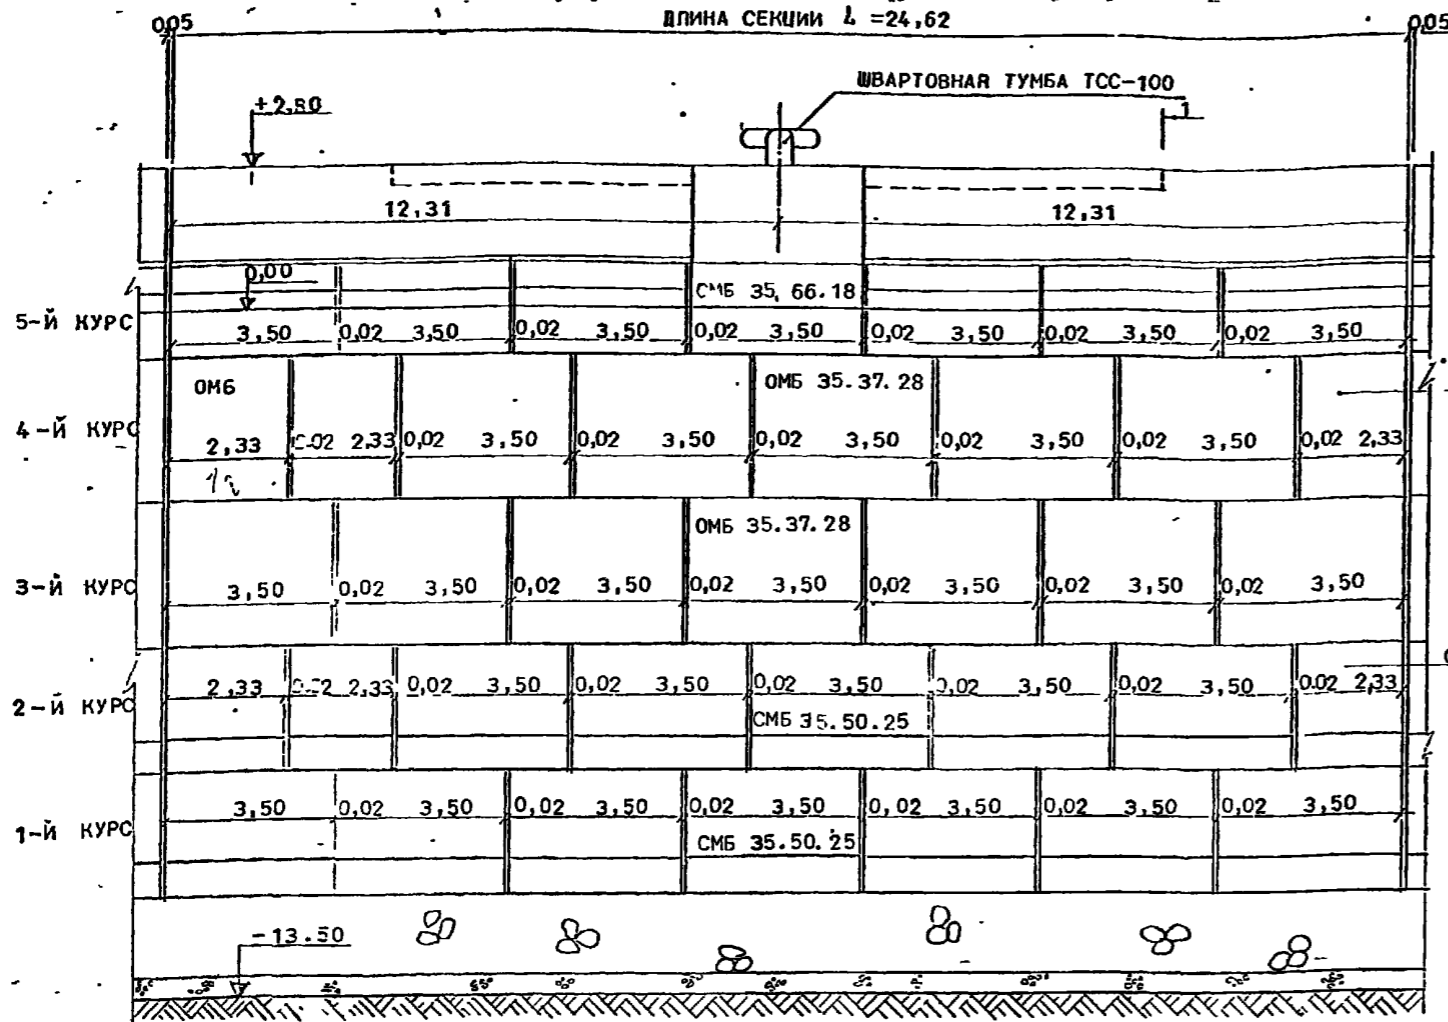 ДЛИНА СЕКЦИИ L =24,62
0,05
0,05
ШВАРТОВНАЯ ТУМБА ТСС-100
+2,80
1
12,31
12,31
0,00
СМБ 35.66.18
5-Й КУРС
3,50 0,02 3,50 0,02 3,50 0,02 3,50 0,02 3,50 0,02 3,50 0,02 3,50
ОМБ
ОМБ 35.37.28
4-Й КУРС
2,33 0,02 2,33 0,02 3,50 0,02 3,50 0,02 3,50 0,02 3,50 0,02 3,50 0,02 2,33
ОМБ 35.37.28
3-Й КУРС
3,50 0,02 3,50 0,02 3,50 0,02 3,50 0,02 3,50 0,02 3,50 0,02 3,50
2,33 0,02 2,33 0,02 3,50 0,02 3,50 0,02 3,50 0,02 3,50 0,02 3,50 0,02 2,33
2-Й КУРС
СМБ 35.50.25
3,50 0,02 3,50 0,02 3,50 0,02 3,50 0,02 3,50 0,02 3,50 0,02 3,50
1-Й КУРС
СМБ 35.50.25
-13.50